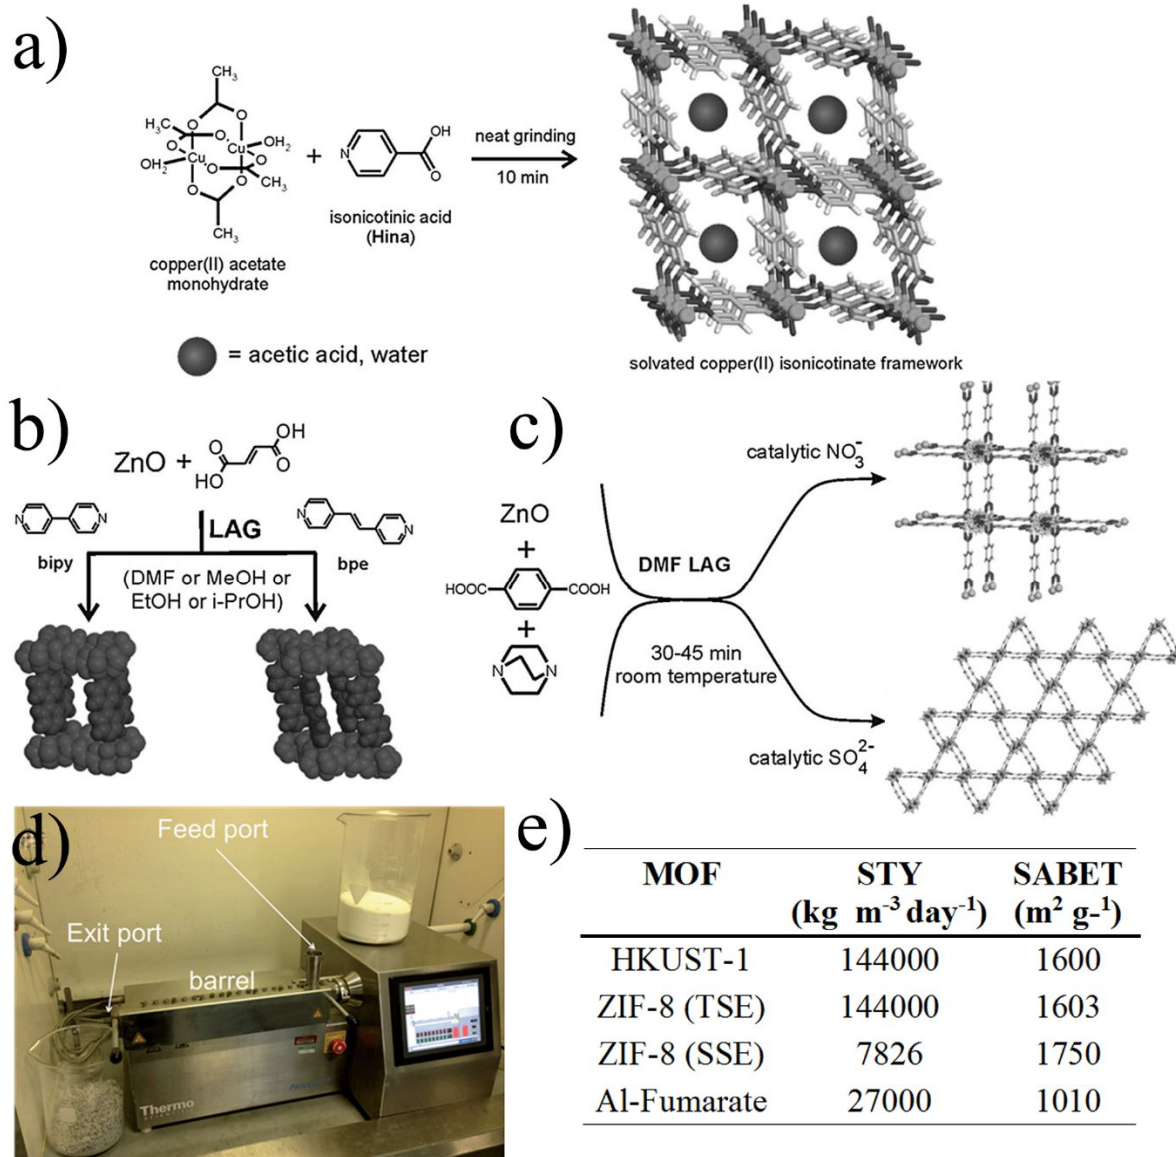 a)
CH₃
O
O
H₃C
O
O
OH₂
Cu
Cu
OH₂
O
O
O
CH₃
O
O
CH₃
+
N
OH
O
isonicotinic acid
(Hina)
copper(II) acetate
monohydrate
neat grinding
10 min
= acetic acid, water
solvated copper(II) isonicotinate framework
b)
ZnO +
O
OH
HO
O
N
N
bipy
LAG
N
N
bpe
(DMF or MeOH or
EtOH or i-PrOH)
c)
ZnO
+
HOOC
COOH
+
N
N
DMF LAG
30-45 min
room temperature
catalytic NO₃⁻
catalytic SO₄²⁻
d)
Feed port
Exit port
barrel
Thermo
e)
MOF STY SABET
(kg m⁻³ day⁻¹) (m² g-¹)
HKUST-1 144000 1600
ZIF-8 (TSE) 144000 1603
ZIF-8 (SSE) 7826 1750
Al-Fumarate 27000 1010